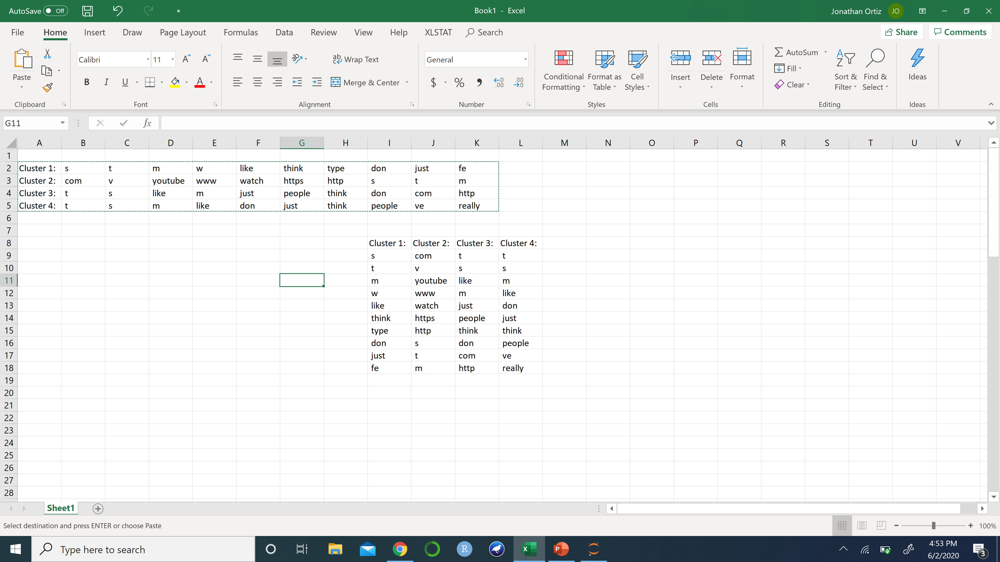 AutoSave Off Book1 - Excel Jonathan Ortiz JO
File Home Insert Draw Page Layout Formulas Data Review View Help XLSTAT Search Share Comments
Paste Calibri 11 A A ab c Wrap Text General Conditional Formatting Format as Table Cell Styles Insert Delete Format AutoSum Fill Clear Sort & Filter Find & Select Ideas
B I U A Merge & Center $ % , .00 .0
Clipboard Font Alignment Number Styles Cells Editing Ideas
G11 fx
A B C D E F G H I J K L M N O P Q R S T U V
1
2 Cluster 1: s t m w like think type don just fe
3 Cluster 2: com v youtube www watch https http s t m
4 Cluster 3: t s like m just people think don com http
5 Cluster 4: t s m like don just think people ve really
6
7
8 Cluster 1: Cluster 2: Cluster 3: Cluster 4:
9 s com t t
10 t v s s
11 m youtube like m
12 w www m like
13 like watch just don
14 think https people just
15 type http think think
16 don s don people
17 just t com ve
18 fe m http really
19
20
21
22
23
24
25
26
27
28
Sheet1
Select destination and press ENTER or choose Paste 100%
Type here to search R X P 4:53 PM
6/2/2020 3